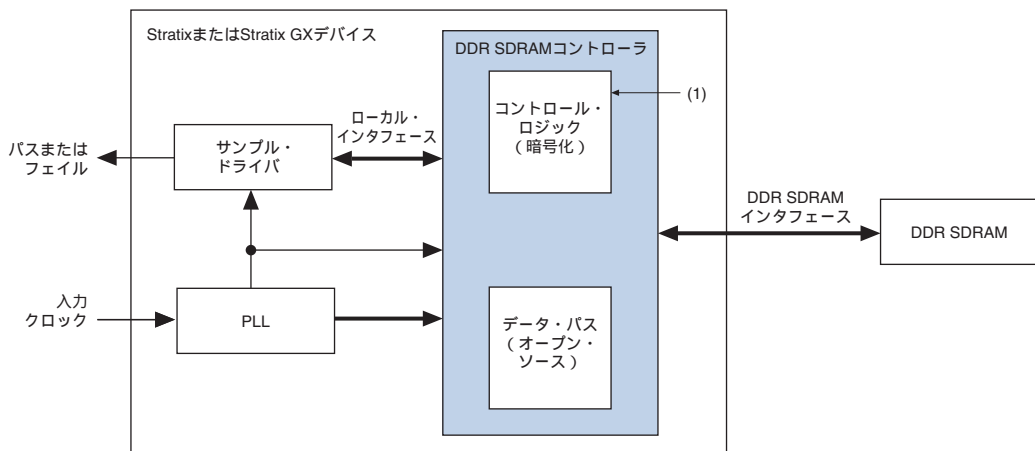 StratixまたはStratix GXデバイス
DDR SDRAMコントローラ
コントロール・
ロジック
(暗号化)
(1)
ローカル・
インタフェース
サンプル・
ドライバ
パスまたは
フェイル
DDR SDRAM
インタフェース
DDR SDRAM
入力
クロック
PLL
データ・パス
(オープン・
ソース)